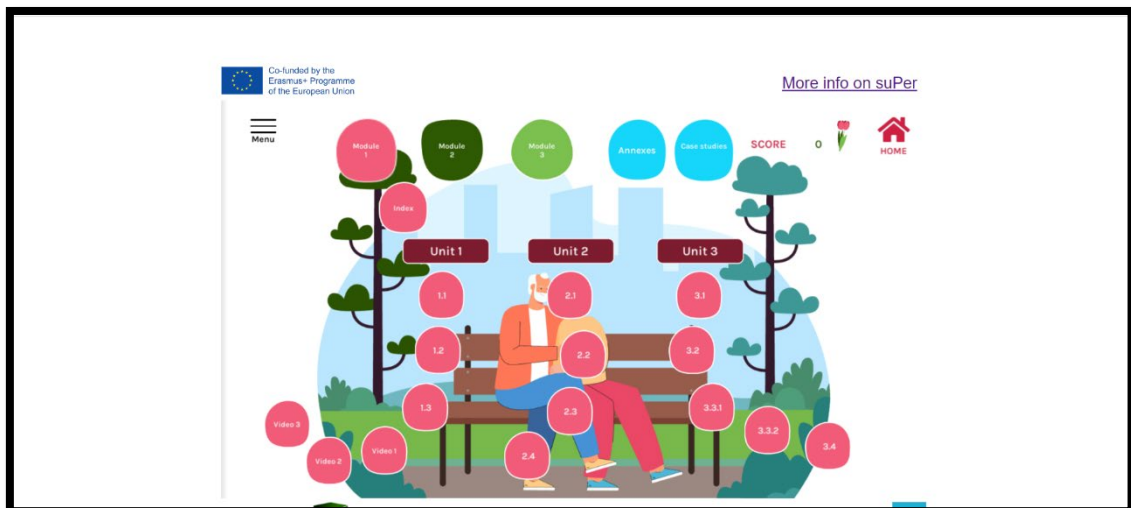 Co-funded by the
Erasmus+ Programme
of the European Union
More info on suPer
Menu
Module
1
Module
2
Module
3
Annexes
Case studies
SCORE
0
HOME
Index
Unit 1
Unit 2
Unit 3
1.1
2.1
3.1
1.2
2.2
3.2
1.3
2.3
3.3.1
Video 3
3.3.2
Video 2
Video 1
2.4
3.4